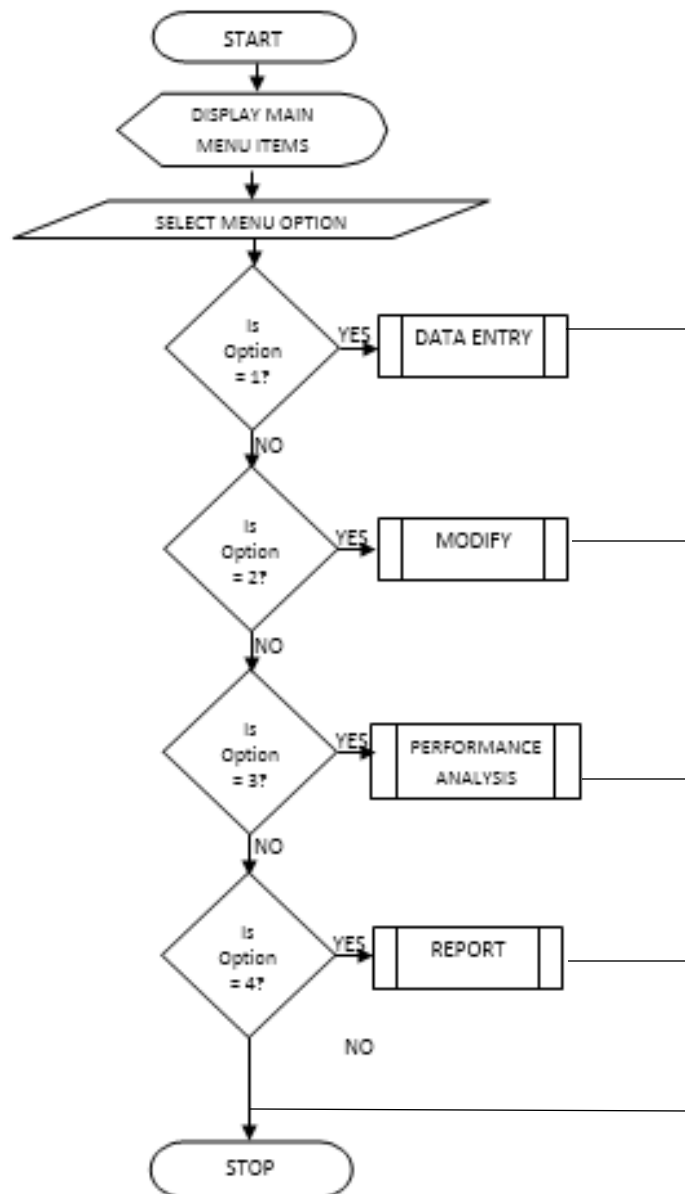 START
DISPLAY MAIN
MENU ITEMS
SELECT MENU OPTION
Is
Option
= 1?
YES
DATA ENTRY
NO
Is
Option
= 2?
YES
MODIFY
NO
Is
Option
= 3?
YES
PERFORMANCE
ANALYSIS
NO
Is
Option
= 4?
YES
REPORT
NO
STOP